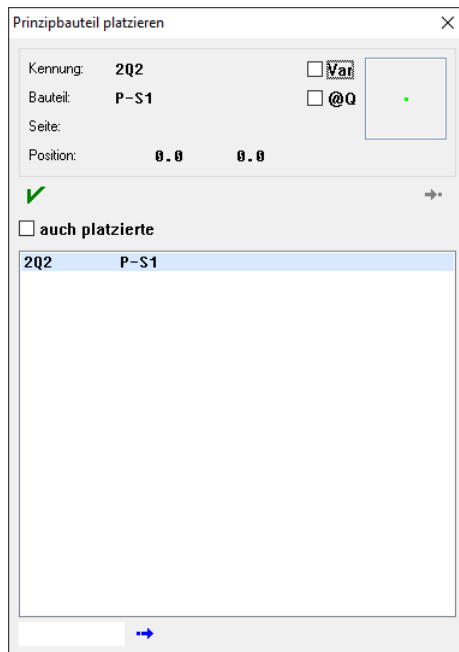 Prinzipbauteil platzieren
Kennung: 2Q2 Var
Bauteil: P-S1 @Q
Seite:
Position: 0.0 0.0
auch platzierte
2Q2 P-S1